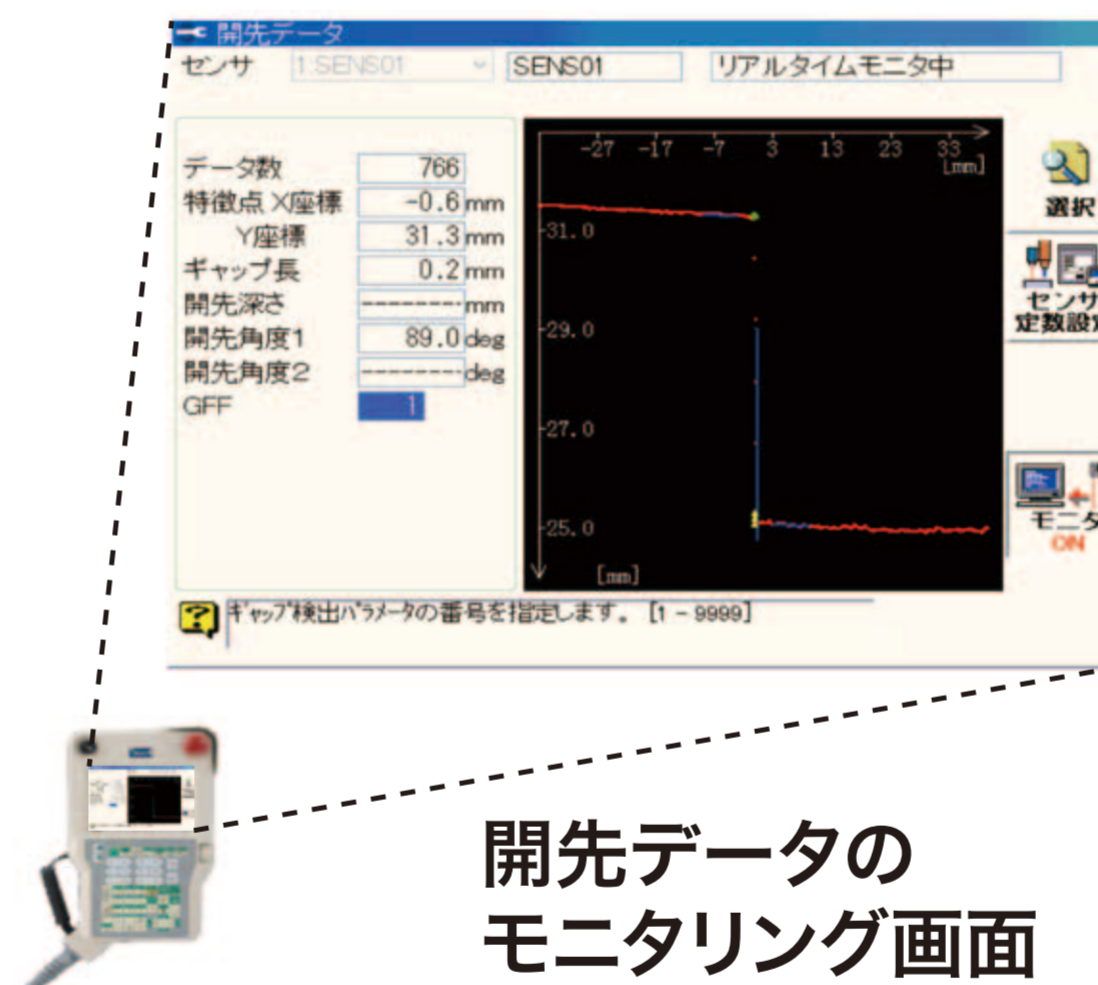 開先データ
センサ 1:SENS01 SENS01 リアルタイムモニタ中
データ数 766
特徴点 X座標 -0.6 mm
Y座標 31.3 mm
ギャップ長 0.2 mm
開先深さ ------- mm
開先角度1 89.0 deg
開先角度2 ------- deg
GFF 1
-27 -17 -7 3 13 23 33
[mm]
31.0
29.0
27.0
25.0
[mm]
選択
センサ
定数設定
モニタ
ON
ギャップ検出パラメータの番号を指定します。 [1 - 9999]
開先データの
モニタリング画面